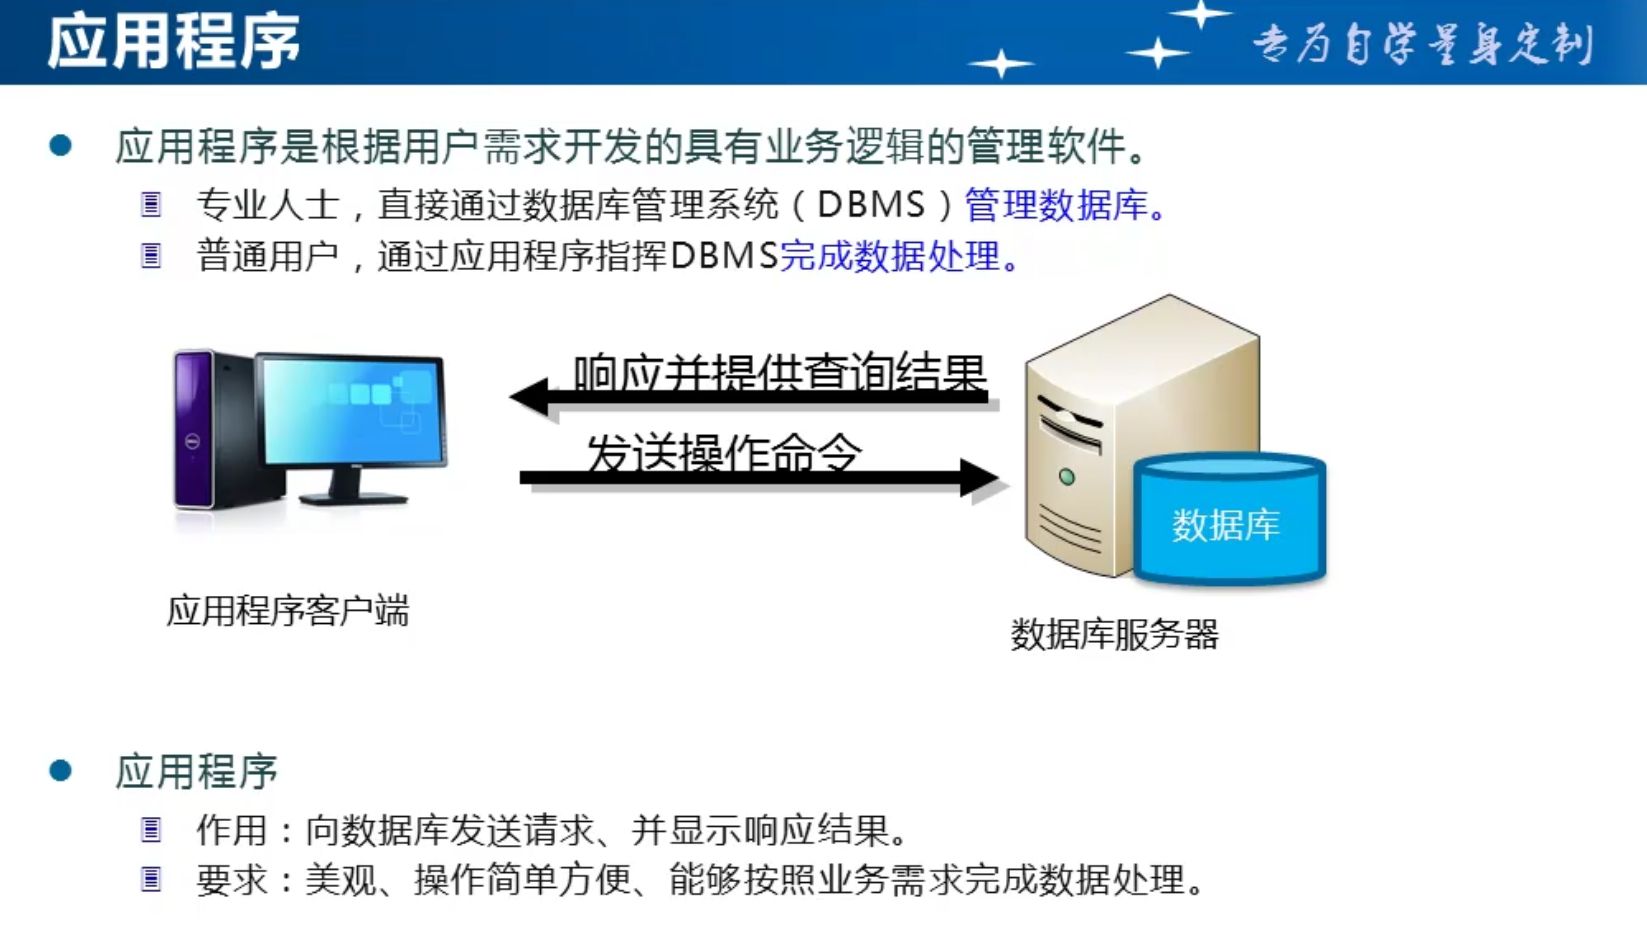 应用程序
专为自学量身定制
应用程序是根据用户需求开发的具有业务逻辑的管理软件。
专业人士，直接通过数据库管理系统（DBMS）管理数据库。
普通用户，通过应用程序指挥DBMS完成数据处理。
响应并提供查询结果
发送操作命令
数据库
应用程序客户端
数据库服务器
应用程序
作用：向数据库发送请求、并显示响应结果。
要求：美观、操作简单方便、能够按照业务需求完成数据处理。